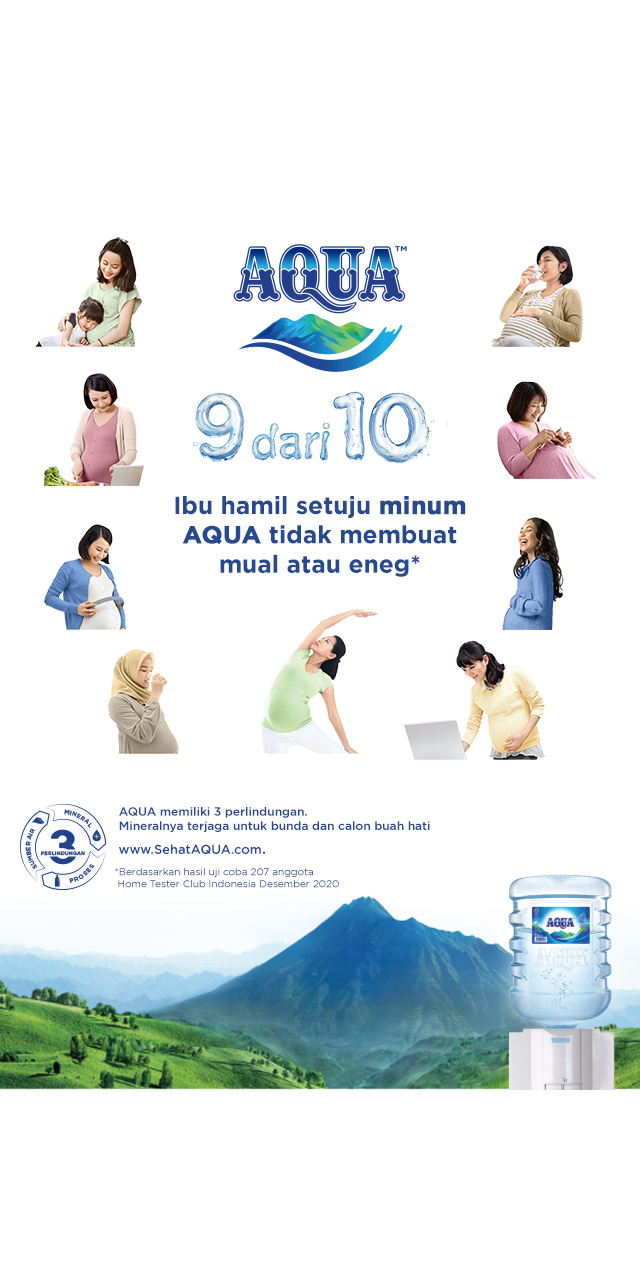 AQUA™
9 dari 10
Ibu hamil setuju minum
AQUA tidak membuat
mual atau eneg*
SUMBER AIR
MINERAL
PROSES
3
PERLINDUNGAN
AQUA memiliki 3 perlindungan.
Mineralnya terjaga untuk bunda dan calon buah hati
www.SehatAQUA.com.
*Berdasarkan hasil uji coba 207 anggota
Home Tester Club Indonesia Desember 2020
AQUA
AQUA